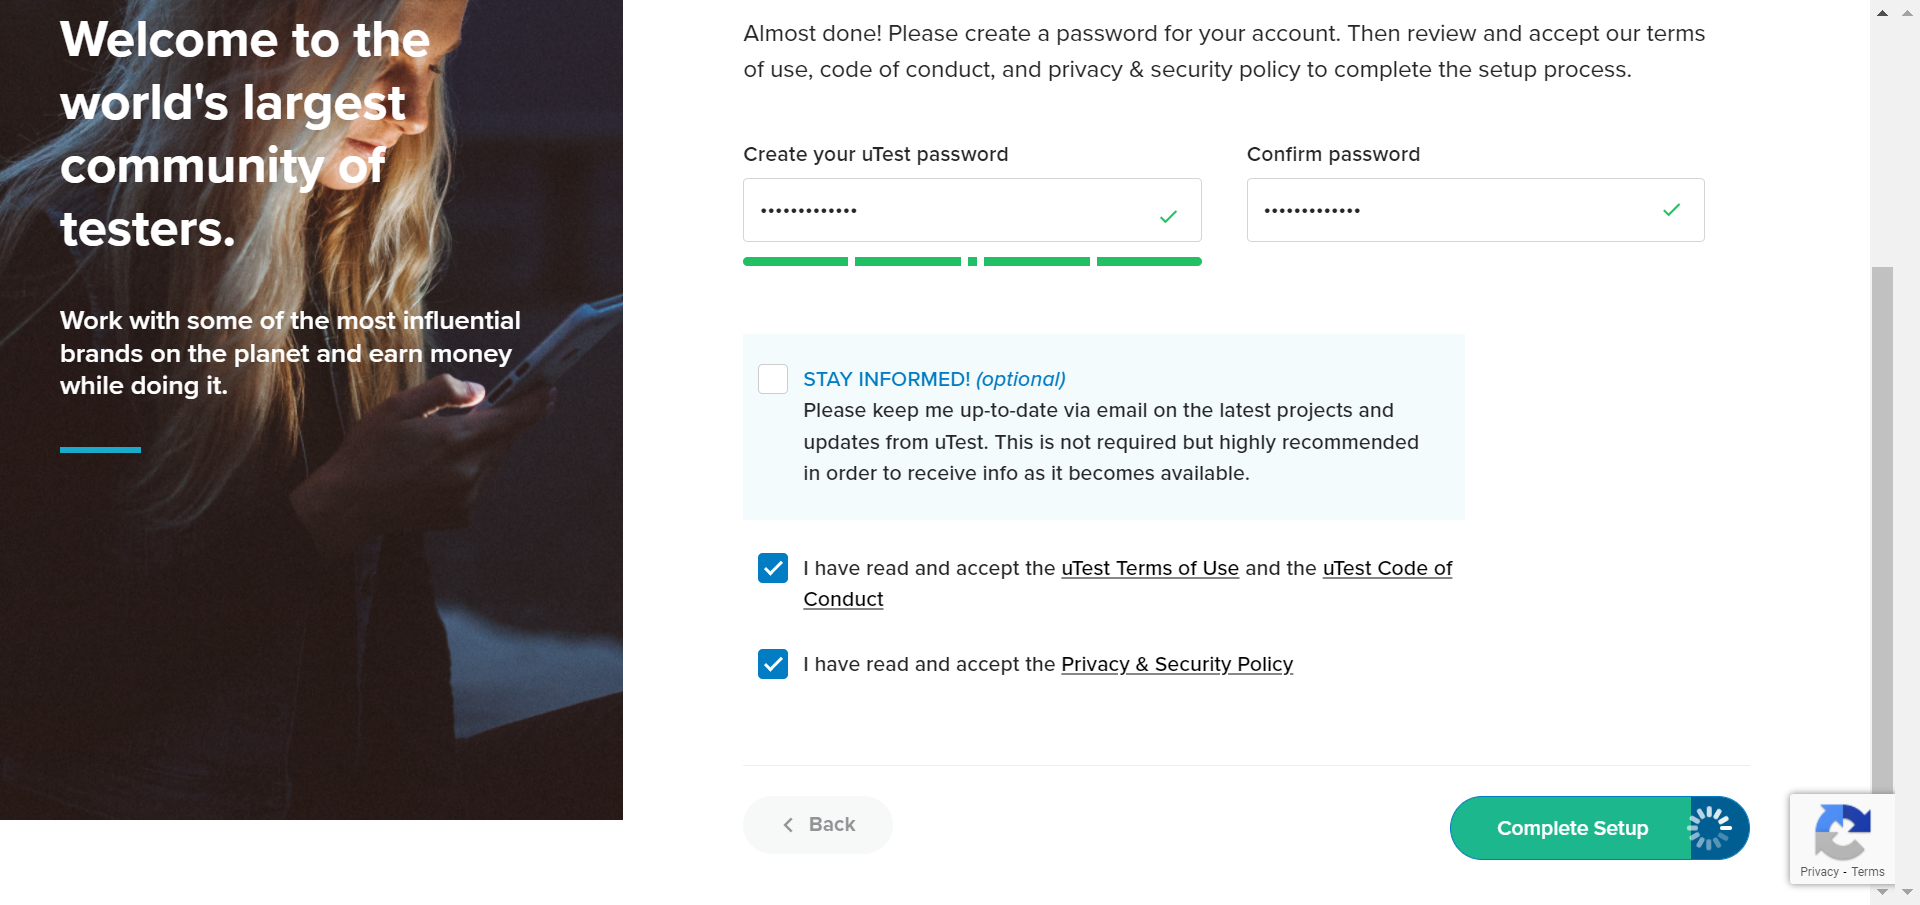 Welcome to the
world's largest
community of
testers.
Work with some of the most influential
brands on the planet and earn money
while doing it.
Almost done! Please create a password for your account. Then review and accept our terms
of use, code of conduct, and privacy & security policy to complete the setup process.
Create your uTest password
Confirm password
•••••••••••••
•••••••••••••
STAY INFORMED! (optional)
Please keep me up-to-date via email on the latest projects and
updates from uTest. This is not required but highly recommended
in order to receive info as it becomes available.
I have read and accept the uTest Terms of Use and the uTest Code of
Conduct
I have read and accept the Privacy & Security Policy
Back
Complete Setup
Privacy - Terms